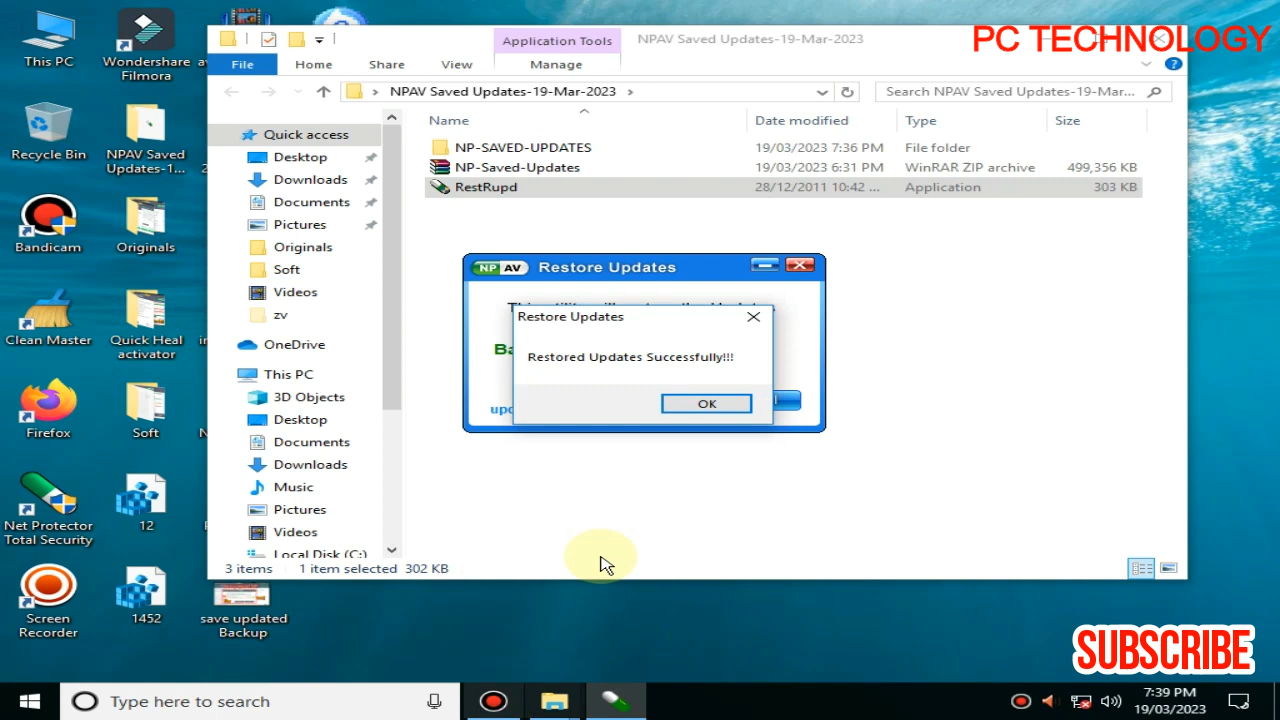 PC TECHNOLOGY
This PC
Wondershare
Filmora
Recycle Bin
NPAV Saved
Updates-1...
Bandicam
Originals
Clean Master
Quick Heal
activator
Firefox
Soft
Net Protector
Total Security
12
Screen
Recorder
1452
save updated
Backup
Application Tools
NPAV Saved Updates-19-Mar-2023
File
Home
Share
View
Manage
NPAV Saved Updates-19-Mar-2023
Search NPAV Saved Updates-19-Mar...
Name
Date modified
Type
Size
Quick access
Desktop
Downloads
Documents
Pictures
Originals
Soft
Videos
zv
OneDrive
This PC
3D Objects
Desktop
Documents
Downloads
Music
Pictures
Videos
Local Disk (C:)
NP-SAVED-UPDATES 19/03/2023 7:36 PM File folder
NP-Saved-Updates 19/03/2023 6:31 PM WinRAR ZIP archive 499,356 KB
RestRupd 28/12/2011 10:42 ... Application 303 KB
NP AV Restore Updates
Restore Updates
Restored Updates Successfully!!!
OK
3 items 1 item selected 302 KB
SUBSCRIBE
Type here to search
7:39 PM
19/03/2023